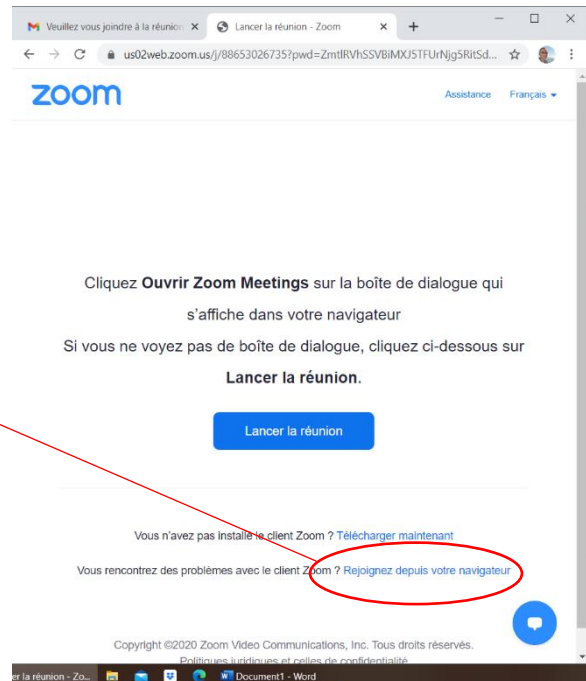 Veuillez vous joindre à la réunion
Lancer la réunion - Zoom
us02web.zoom.us/j/88653026735?pwd=ZmtlRVhSSVBiMXJ5TFUrNjg5RitSd...
zoom
Assistance
Français
Cliquez Ouvrir Zoom Meetings sur la boîte de dialogue qui
s'affiche dans votre navigateur
Si vous ne voyez pas de boîte de dialogue, cliquez ci-dessous sur
Lancer la réunion.
Lancer la réunion
Vous n'avez pas installé le client Zoom ? Télécharger maintenant
Vous rencontrez des problèmes avec le client Zoom ? Rejoignez depuis votre navigateur
Copyright ©2020 Zoom Video Communications, Inc. Tous droits réservés.
Politiques juridiques et celles de confidentialité
er la réunion - Zo...
Document1 - Word